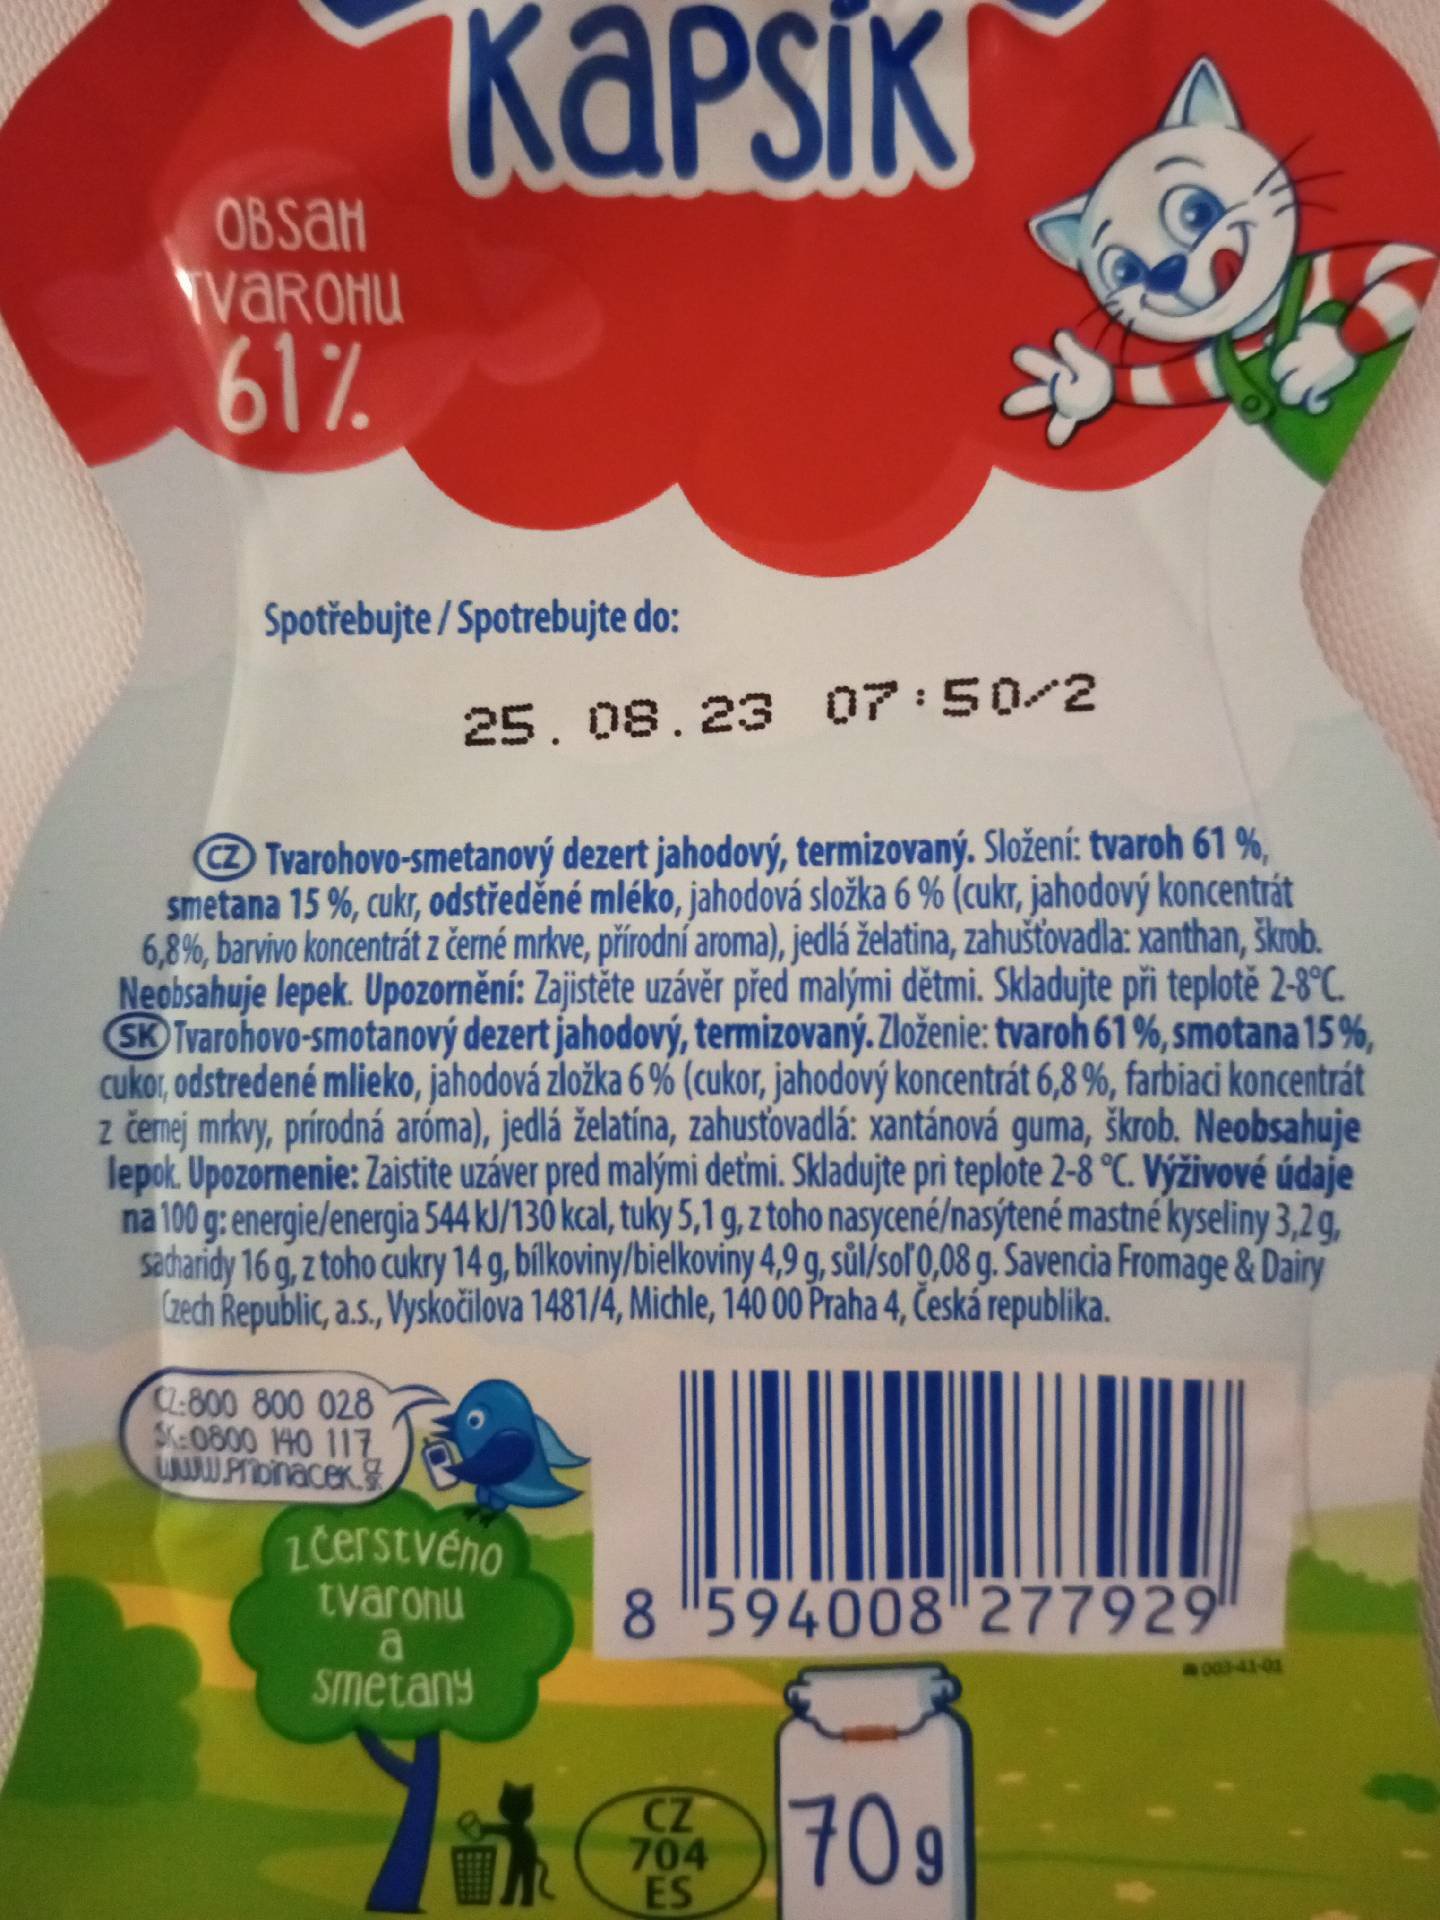 Kapsík
OBSAH
TVAROHU
61%
Spotřebujte / Spotrebujte do:
25. 08. 23 07:50/2
CZ Tvarohovo-smetanový dezert jahodový, termizovaný. Složení: tvaroh 61 %,
smetana 15 %, cukr, odstředěné mléko, jahodová složka 6 % (cukr, jahodový koncentrát
6,8%, barvivo koncentrát z černé mrkve, přírodní aroma), jedlá želatina, zahušťovadla: xanthan, škrob.
Neobsahuje lepek. Upozornění: Zajistěte uzávěr před malými dětmi. Skladujte při teplotě 2-8°C.
SK Tvarohovo-smotanový dezert jahodový, termizovaný. Zloženie: tvaroh 61 %, smotana 15 %,
cukor, odstredené mlieko, jahodová zložka 6 % (cukor, jahodový koncentrát 6,8 %, farbiaci koncentrát
z černej mrkvy, prírodná aróma), jedlá želatína, zahusťovadlá: xantánová guma, škrob. Neobsahuje
lepok. Upozornenie: Zaistite uzáver pred malými deťmi. Skladujte pri teplote 2-8 °C. Výživové údaje
na 100 g: energie/energia 544 kJ/130 kcal, tuky 5,1 g, z toho nasycené/nasýtené mastné kyseliny 3,2 g,
sacharidy 16 g, z toho cukry 14 g, bílkoviny/bielkoviny 4,9 g, sůl/soľ 0,08 g. Savencia Fromage & Dairy
Czech Republic, a.s., Vyskočilova 1481/4, Michle, 140 00 Praha 4, Česká republika.
CZ: 800 800 028
SK: 0800 140 117
www.pribinacek.cz
sk
z čerstvého
tvarohu
a
smetany
8 594008 277929
003-41-01
CZ
704
ES
70 g